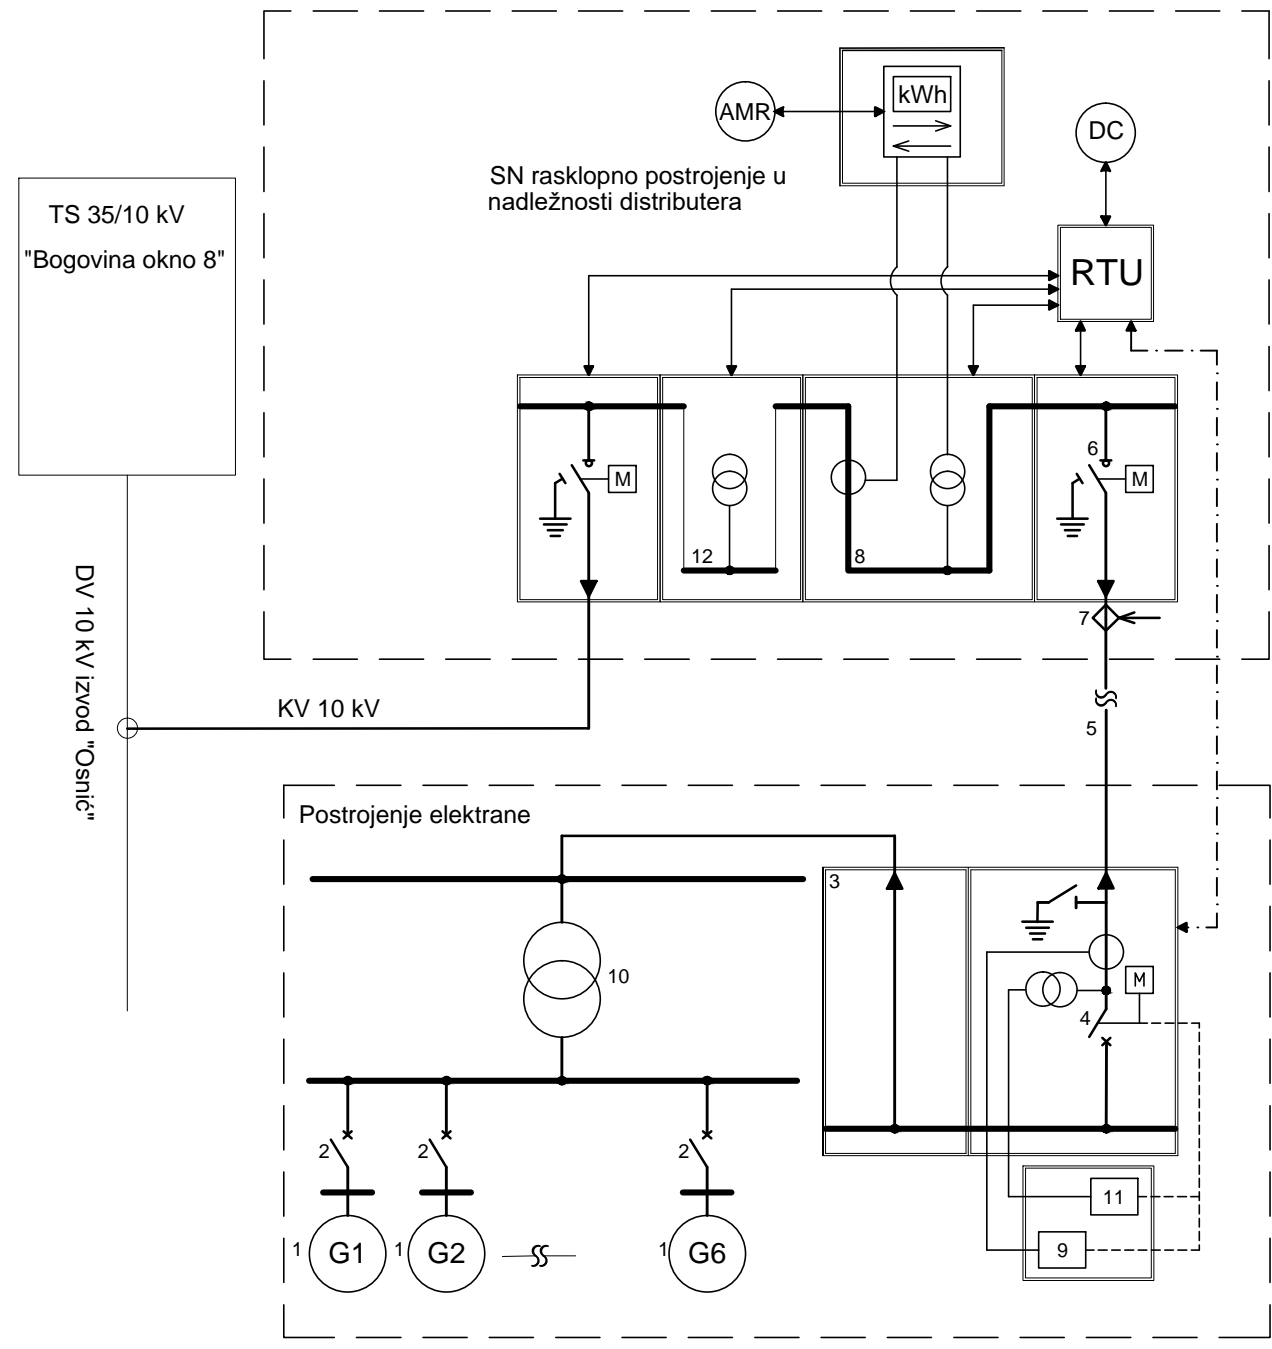 kWh
AMR
DC
SN rasklopno postrojenje u
nadležnosti distributera
TS 35/10 kV
"Bogovina okno 8"
RTU
6
M
M
12
8
7
DV 10 kV izvod "Osnić"
KV 10 kV
5
Postrojenje elektrane
3
10
M
4
2
2
2
11
1
G1
1
G2
1
G6
9